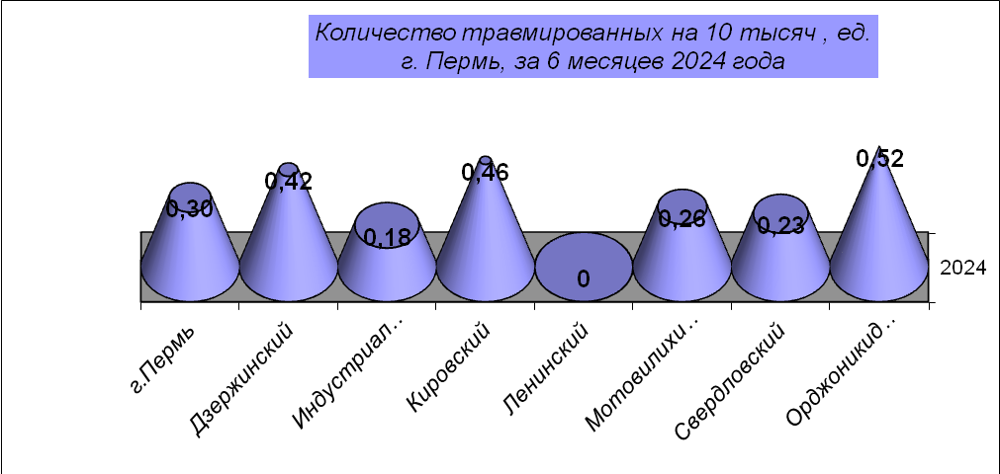 Количество травмированных на 10 тысяч , ед.
г. Пермь, за 6 месяцев 2024 года
0,30
0,42
0,18
0,46
0
0,26
0,23
0,52
2024
г.Пермь
Дзержинский
Индустриал..
Кировский
Ленинский
Мотовилихи..
Свердловский
Орджоникид..